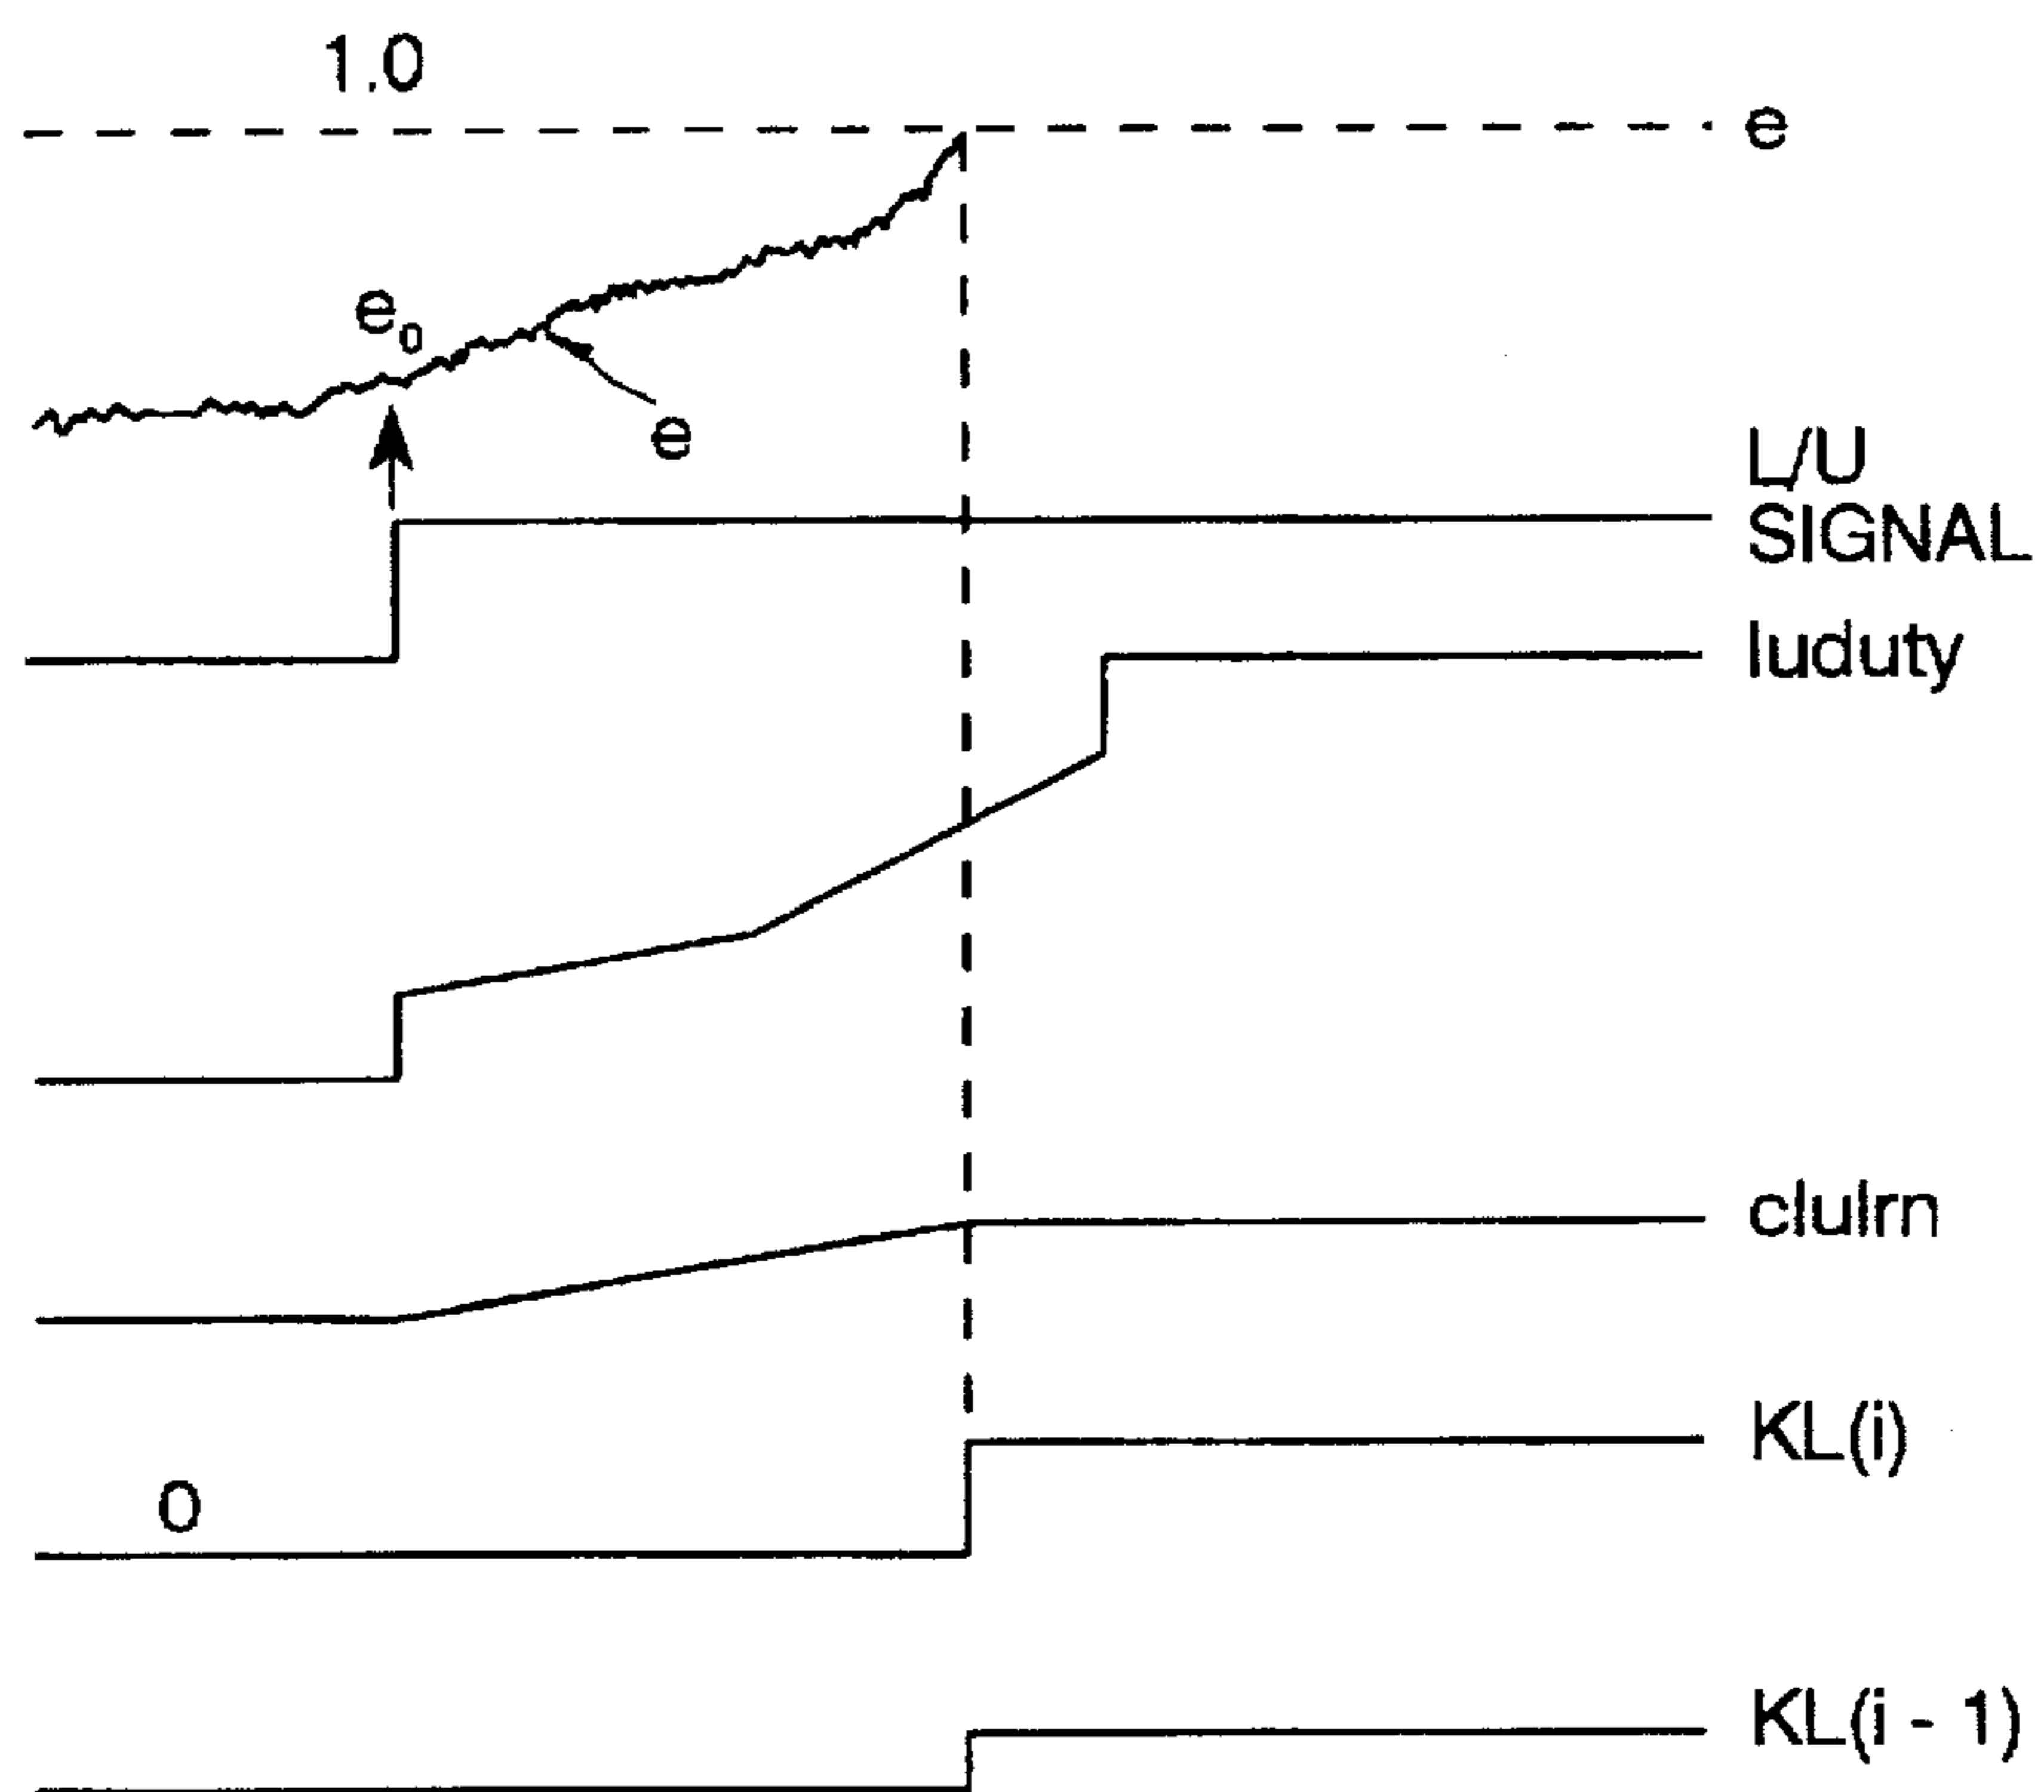 1.0
e
e₀
e
L/U
SIGNAL
luduty
clulrn
KL(i)
0
KL(i - 1)